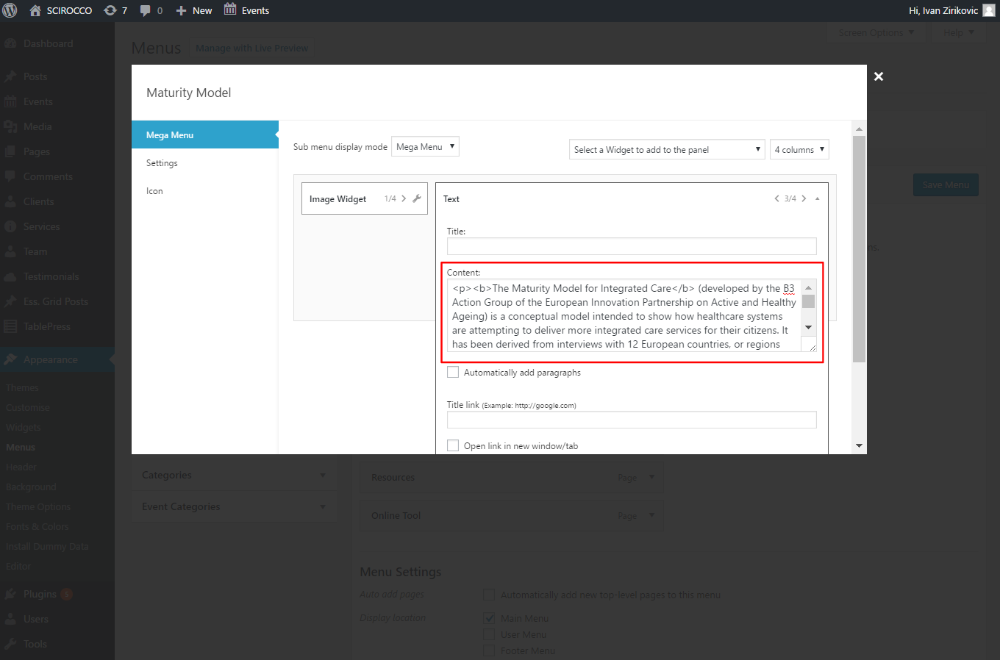 SCIROCCO 7 0 New Events Hi, Ivan Zirikovic
Screen Options Help
Dashboard
Menus Manage with Live Preview
Posts
Events
Media
Pages
Comments
Clients
Services
Team
Testimonials
Ess. Grid Posts
TablePress
Appearance
Themes
Customise
Widgets
Menus
Header
Background
Theme Options
Fonts & Colors
Install Dummy Data
Editor
Plugins 5
Users
Tools
Maturity Model
Mega Menu
Settings
Icon
Sub menu display mode Mega Menu Select a Widget to add to the panel 4 columns
Image Widget 1/4
Text 3/4
Title:
Content:
<p><b>The Maturity Model for Integrated Care</b> (developed by the B3
Action Group of the European Innovation Partnership on Active and Healthy
Ageing) is a conceptual model intended to show how healthcare systems
are attempting to deliver more integrated care services for their citizens. It
has been derived from interviews with 12 European countries, or regions
Automatically add paragraphs
Title link (Example: http://google.com)
Open link in new window/tab
Save Menu
ns.
Categories
Event Categories
Resources Page
Online Tool Page
Menu Settings
Auto add pages Automatically add new top-level pages to this menu
Display location Main Menu
User Menu
Footer Menu